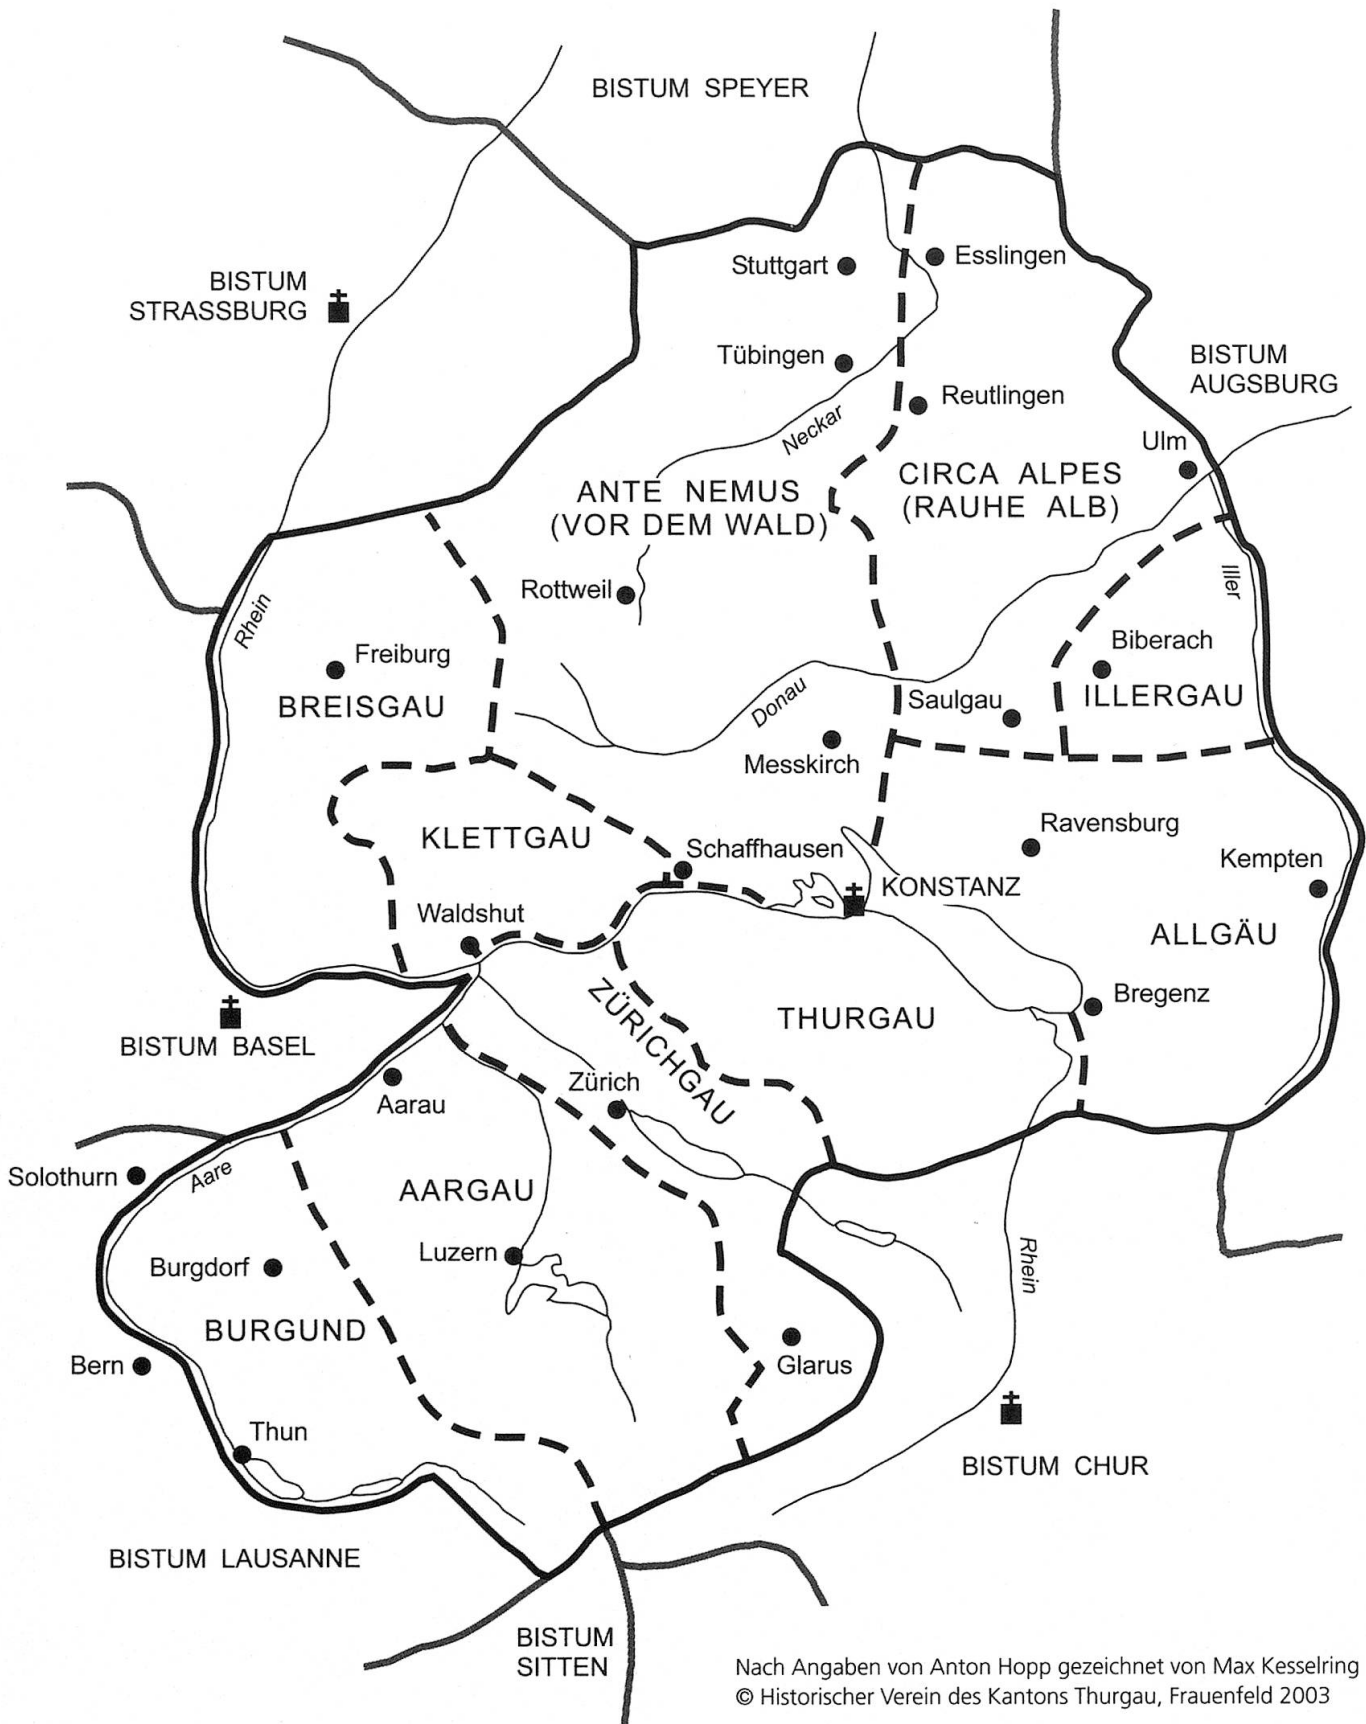 BISTUM SPEYER
BISTUM
STRASSBURG
Stuttgart
Esslingen
Tübingen
BISTUM
AUGSBURG
Reutlingen
Neckar
Ulm
CIRCA ALPES
(RAUHE ALB)
ANTE NEMUS
(VOR DEM WALD)
Iller
Rottweil
Rhein
Freiburg
BREISGAU
Biberach
ILLERGAU
Saulgau
Donau
Messkirch
KLETTGAU
Schaffhausen
Ravensburg
Kempten
KONSTANZ
Waldshut
ALLGÄU
Bregenz
THURGAU
ZÜRICHGAU
BISTUM BASEL
Zürich
Aarau
Solothurn
Aare
AARGAU
Luzern
Burgdorf
Rhein
BURGUND
Bern
Glarus
Thun
BISTUM CHUR
BISTUM LAUSANNE
BISTUM
SITTEN
Nach Angaben von Anton Hopp gezeichnet von Max Kesselring
© Historischer Verein des Kantons Thurgau, Frauenfeld 2003